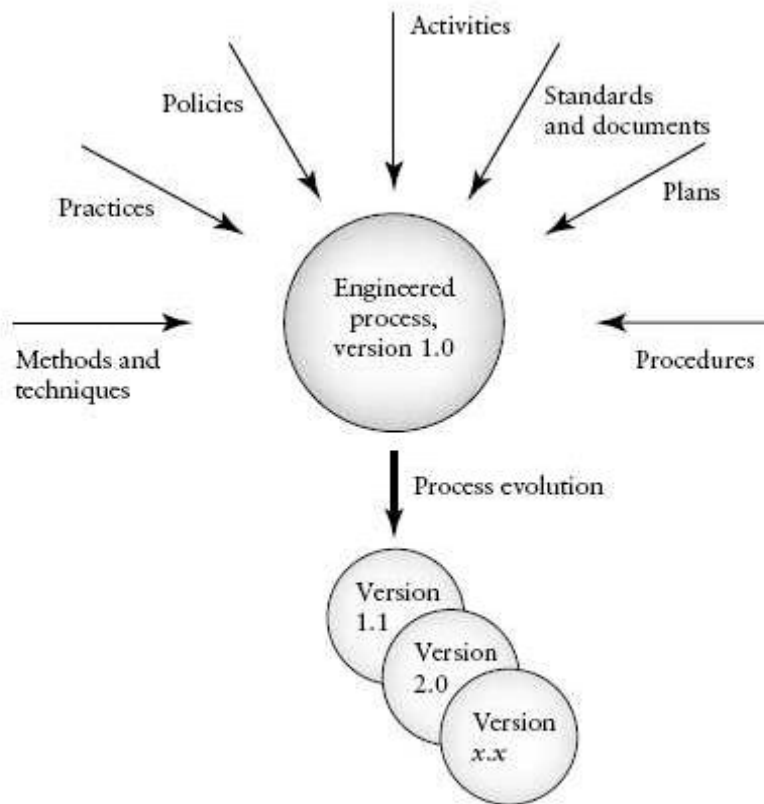 Activities
Policies
Standards
and documents
Practices
Plans
Engineered
process,
version 1.0
Methods and
techniques
Procedures
Process evolution
Version
1.1
Version
2.0
Version
x.x